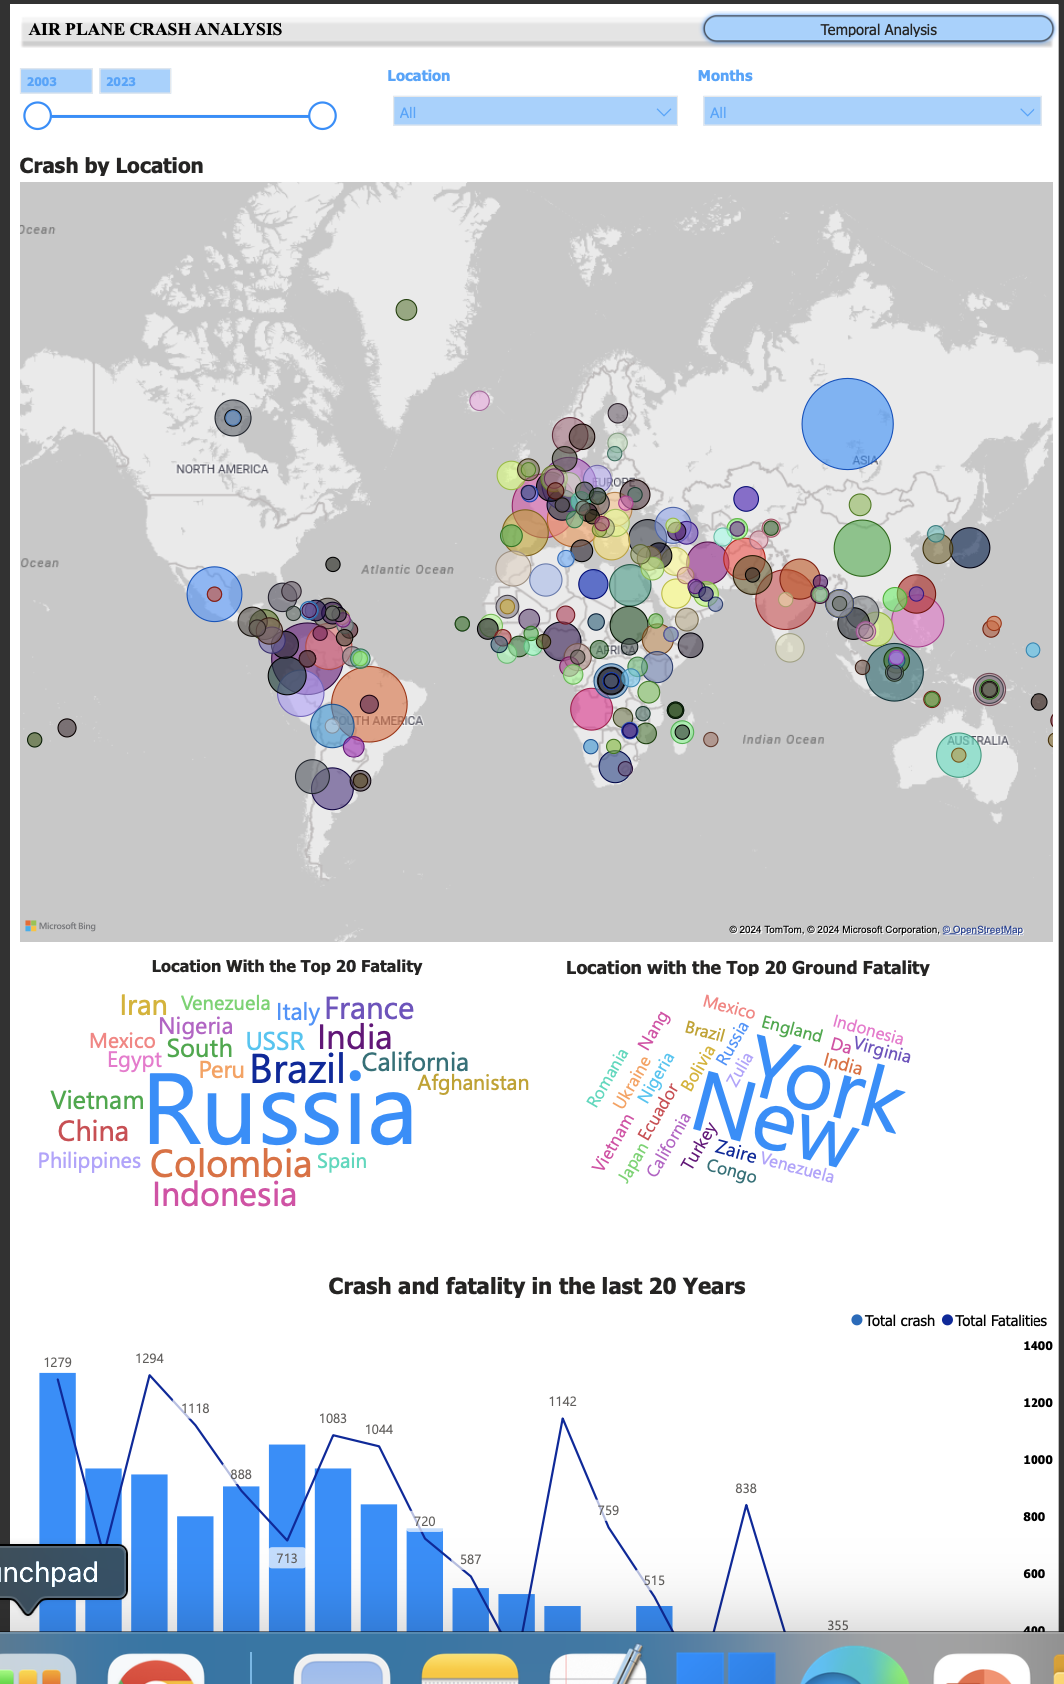 AIR PLANE CRASH ANALYSIS
Temporal Analysis
2003
2023
Location
Months
All
All
Crash by Location
Ocean
NORTH AMERICA
Ocean
Atlantic Ocean
EUROPE
ASIA
AFRICA
SOUTH AMERICA
Indian Ocean
AUSTRALIA
Microsoft Bing
© 2024 TomTom, © 2024 Microsoft Corporation, © OpenStreetMap
Location With the Top 20 Fatality
Iran
Venezuela
Italy
France
Nigeria
Mexico
South
USSR
India
Egypt
Peru
Brazil
California
Afghanistan
Vietnam
Russia
China
Philippines
Colombia
Spain
Indonesia
Location with the Top 20 Ground Fatality
Mexico
Nang
Brazil
Russia
England
Indonesia
Da
Virginia
India
Romania
Ukraine
Nigeria
Bolivia
Zulia
York
New
Vietnam
Ecuador
Japan
California
Turkey
Zaire
Congo
Venezuela
Crash and fatality in the last 20 Years
Total crash
Total Fatalities
1400
1279
1294
1200
1118
1083
1044
1142
1000
888
838
800
720
759
713
587
600
515
355
400
nchpad